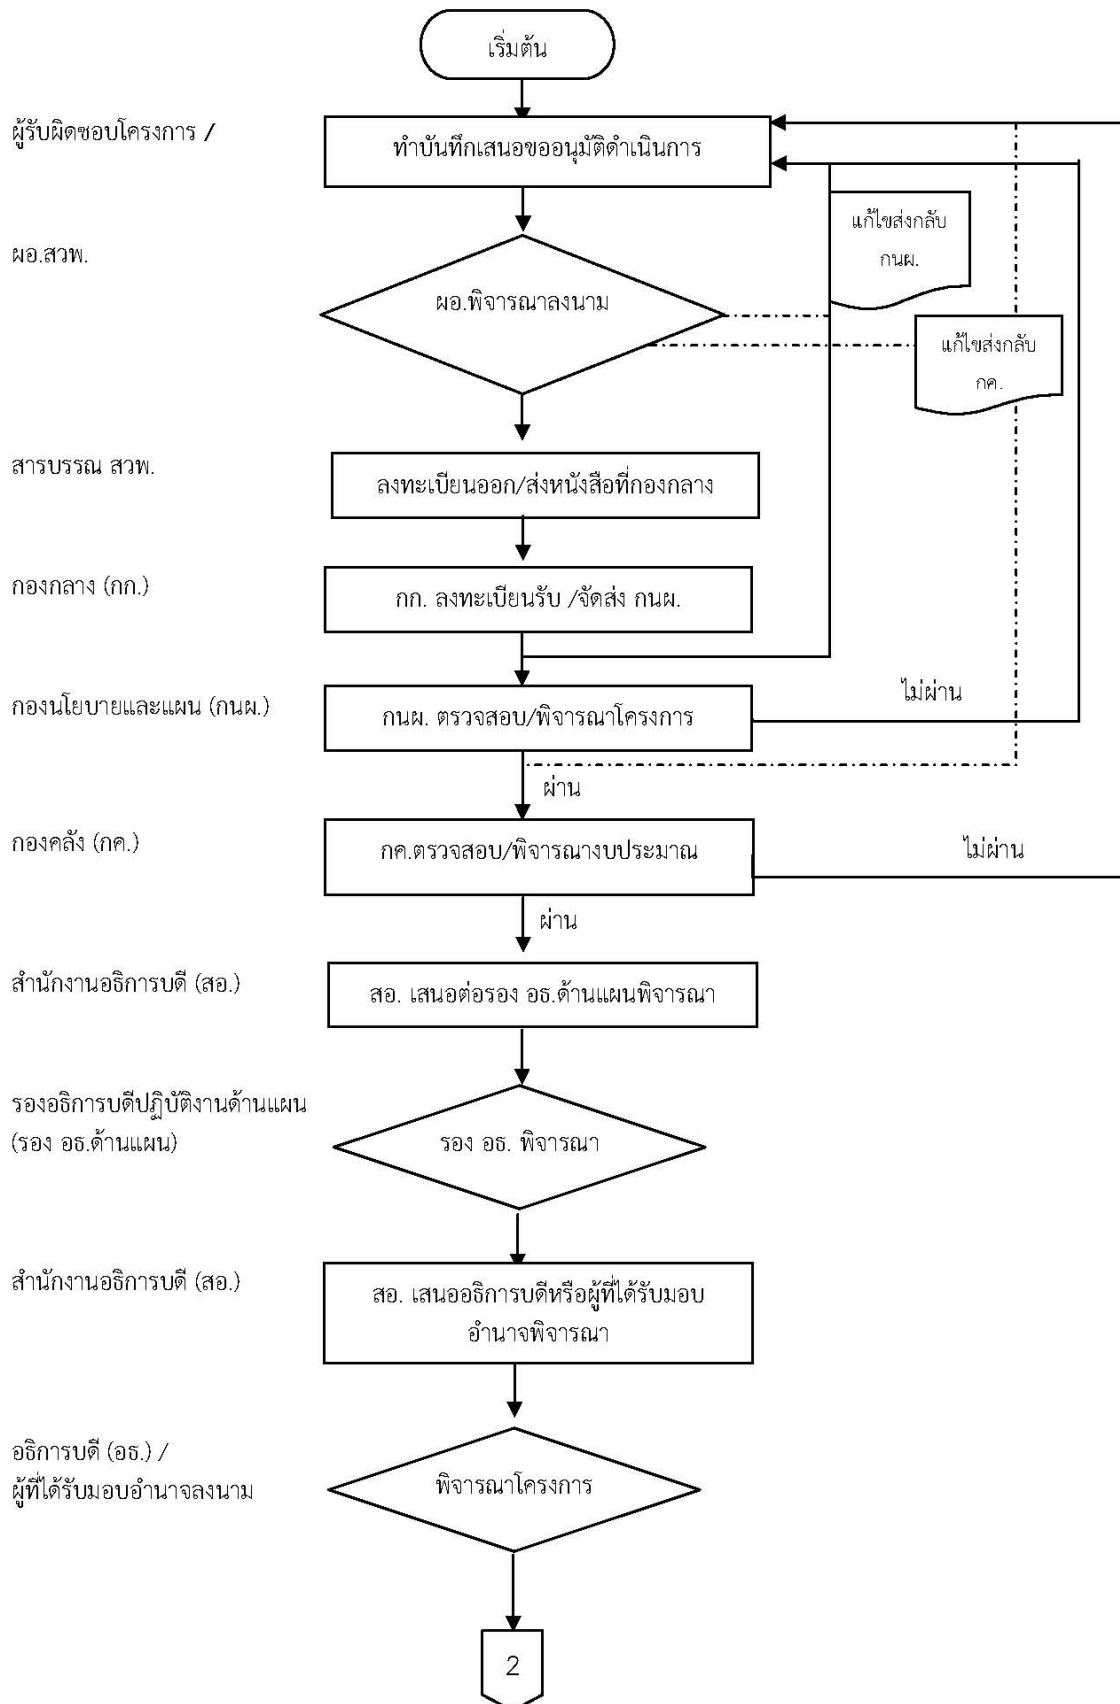 เริ่มต้น
ผู้รับผิดชอบโครงการ /
ทำบันทึกเสนอขออนุมัติดำเนินการ
แก้ไขส่งกลับ
กนผ.
ผอ.สวพ.
ผอ.พิจารณาลงนาม
แก้ไขส่งกลับ
กค.
สารบรรณ สวพ.
ลงทะเบียนออก/ส่งหนังสือที่กองกลาง
กองกลาง (กก.)
กก. ลงทะเบียนรับ /จัดส่ง กนผ.
กองนโยบายและแผน (กนผ.)
กนผ. ตรวจสอบ/พิจารณาโครงการ
ไม่ผ่าน
ผ่าน
กองคลัง (กค.)
กค.ตรวจสอบ/พิจารณางบประมาณ
ไม่ผ่าน
ผ่าน
สำนักงานอธิการบดี (สอ.)
สอ. เสนอต่อรอง อธ.ด้านแผนพิจารณา
รองอธิการบดีปฏิบัติงานด้านแผน
(รอง อธ.ด้านแผน)
รอง อธ. พิจารณา
สำนักงานอธิการบดี (สอ.)
สอ. เสนออธิการบดีหรือผู้ที่ได้รับมอบ
อำนาจพิจารณา
อธิการบดี (อธ.) /
ผู้ที่ได้รับมอบอำนาจลงนาม
พิจารณาโครงการ
2